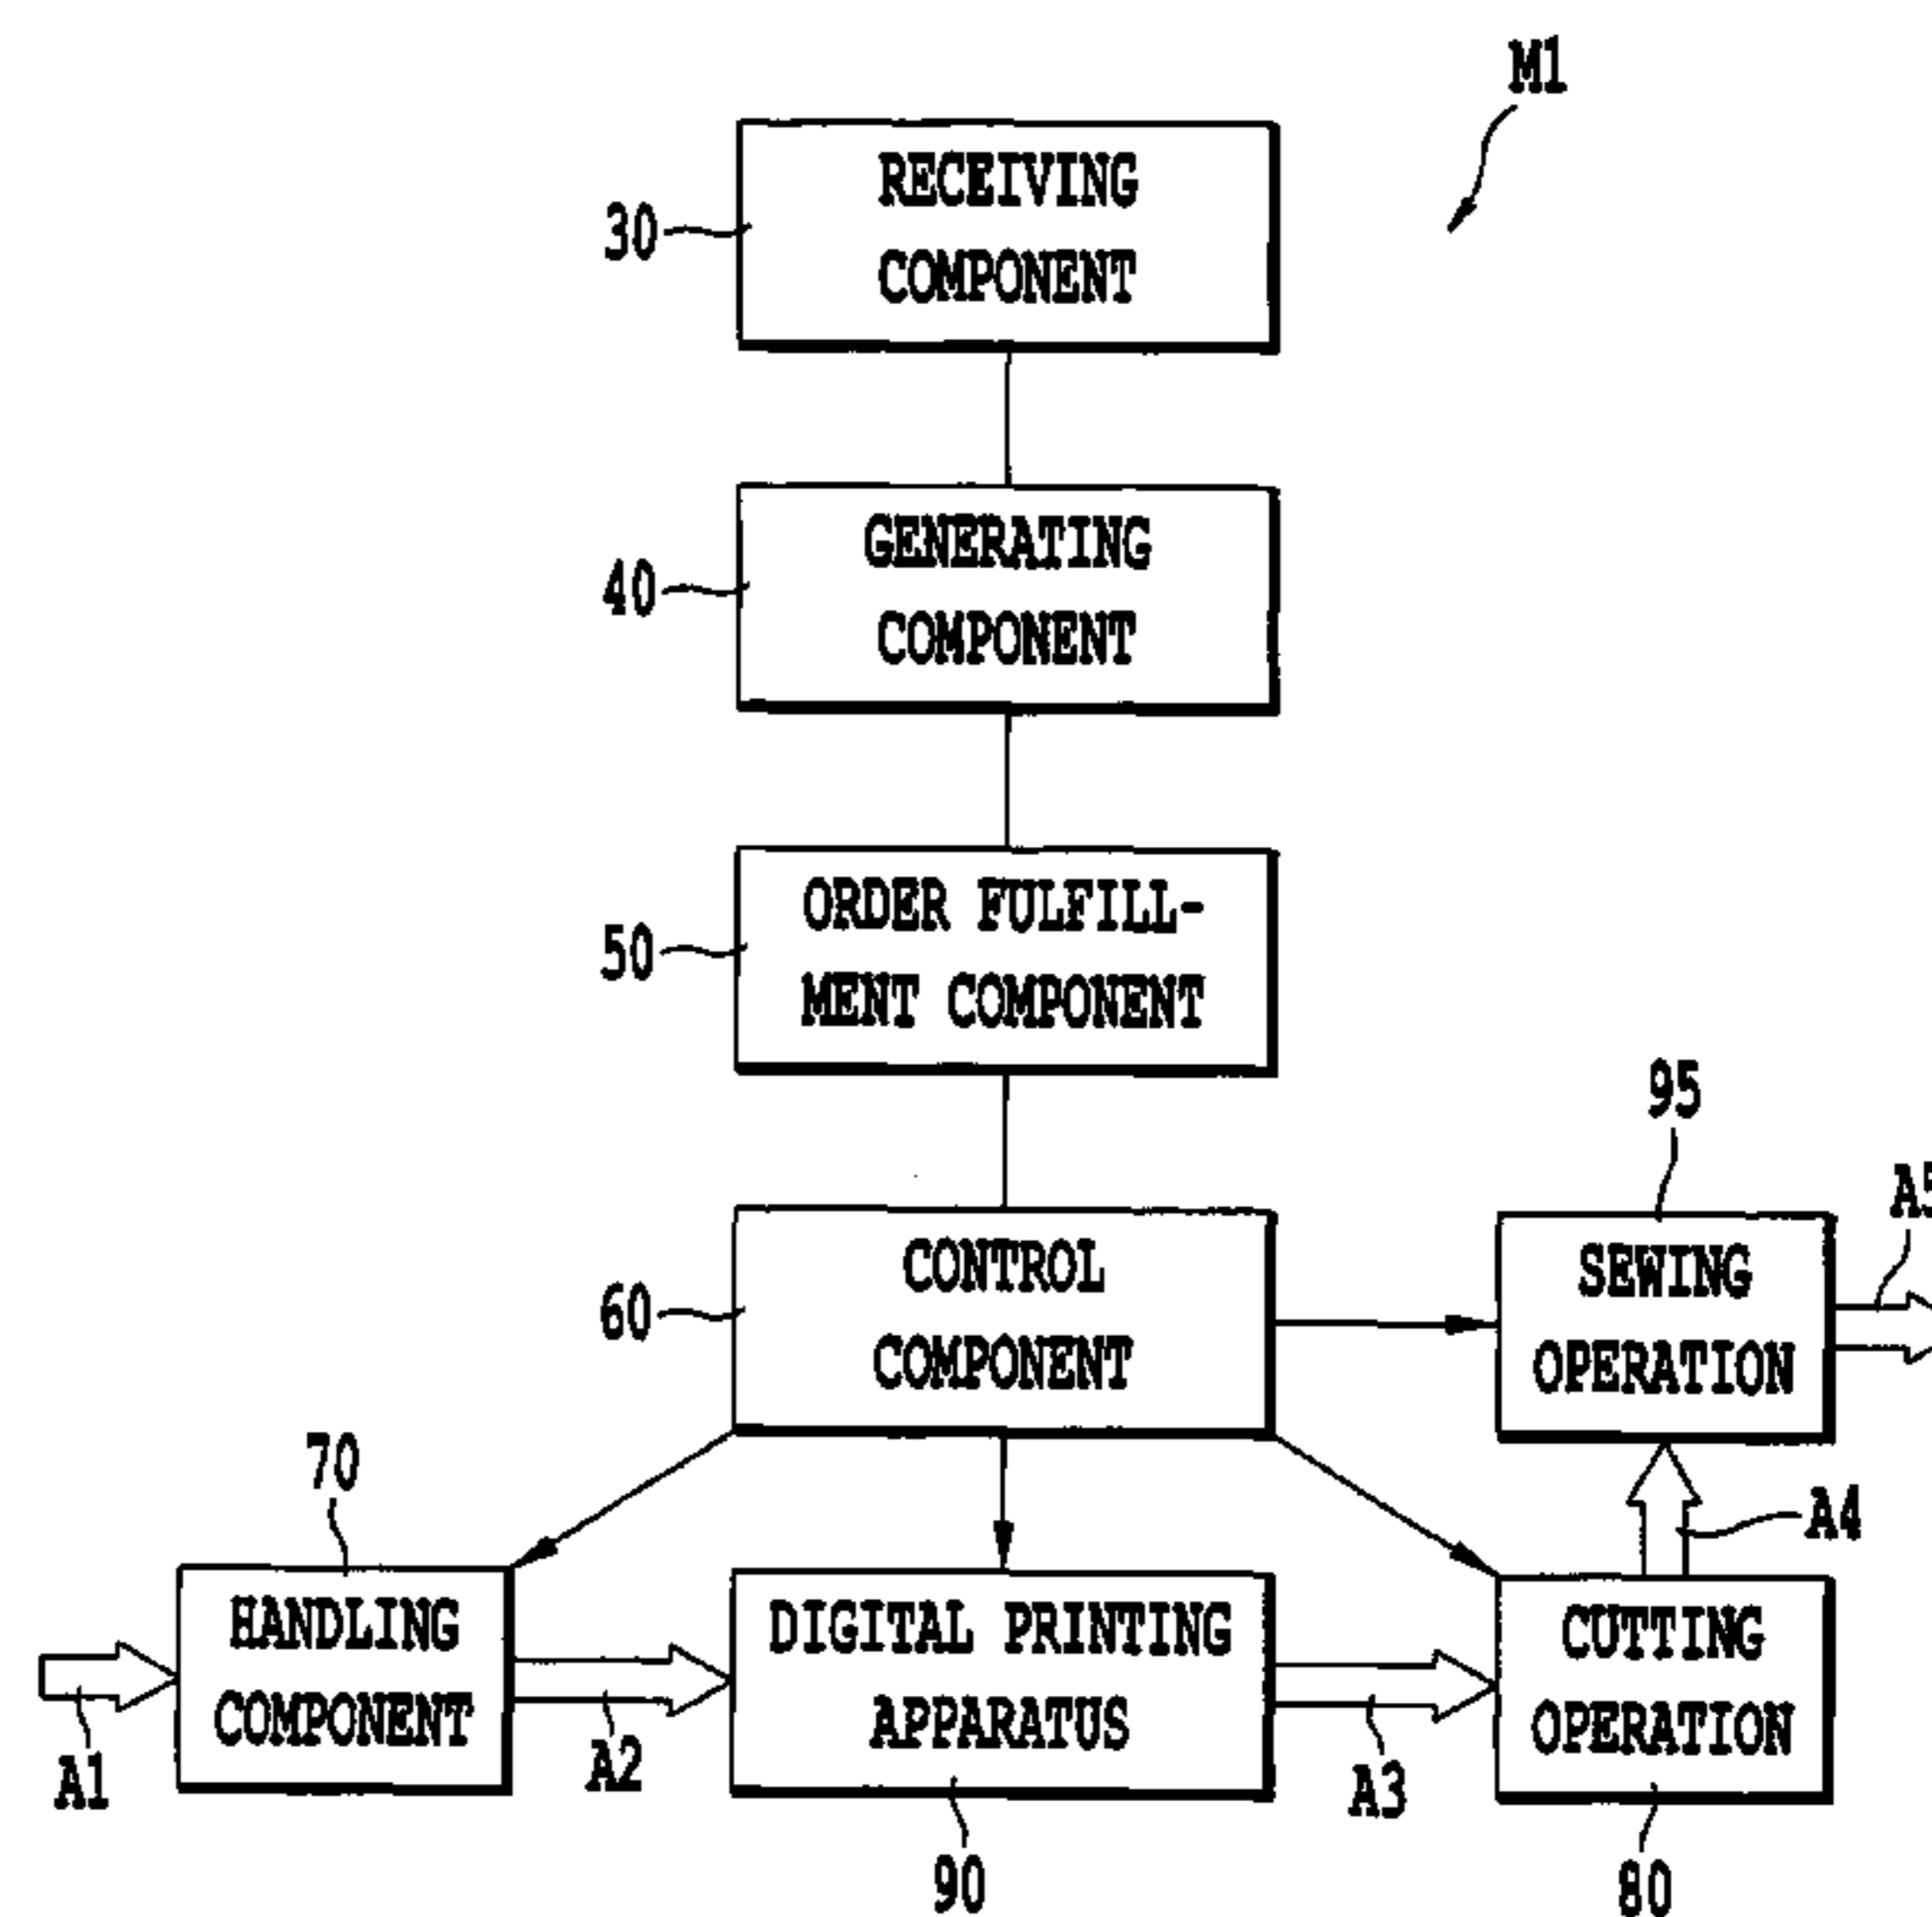 M1
RECEIVING
COMPONENT
30
GENERATING
COMPONENT
40
ORDER FULFILL-
MENT COMPONENT
50
95
A5
CONTROL
COMPONENT
60
SEWING
OPERATION
70
A4
HANDLING
COMPONENT
DIGITAL PRINTING
APPARATUS
CUTTING
OPERATION
A1
A2
A3
90
80